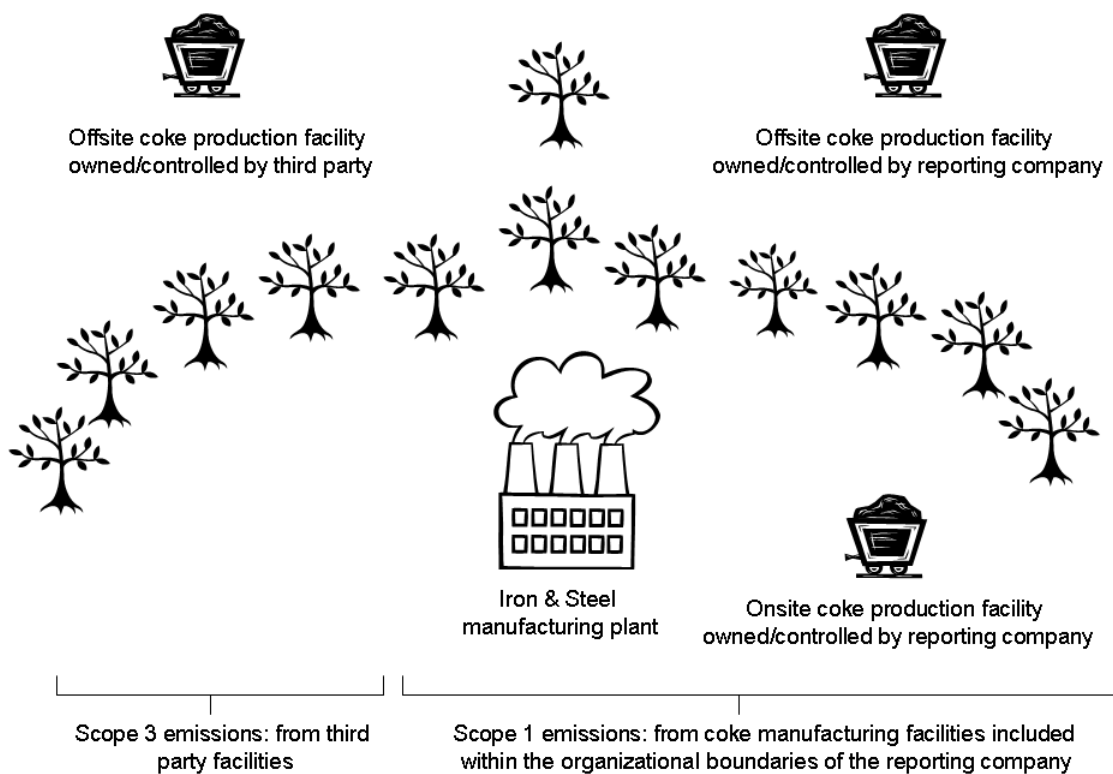 Offsite coke production facility
owned/controlled by third party
Offsite coke production facility
owned/controlled by reporting company
Iron & Steel
manufacturing plant
Onsite coke production facility
owned/controlled by reporting company
Scope 3 emissions: from third
party facilities
Scope 1 emissions: from coke manufacturing facilities included
within the organizational boundaries of the reporting company